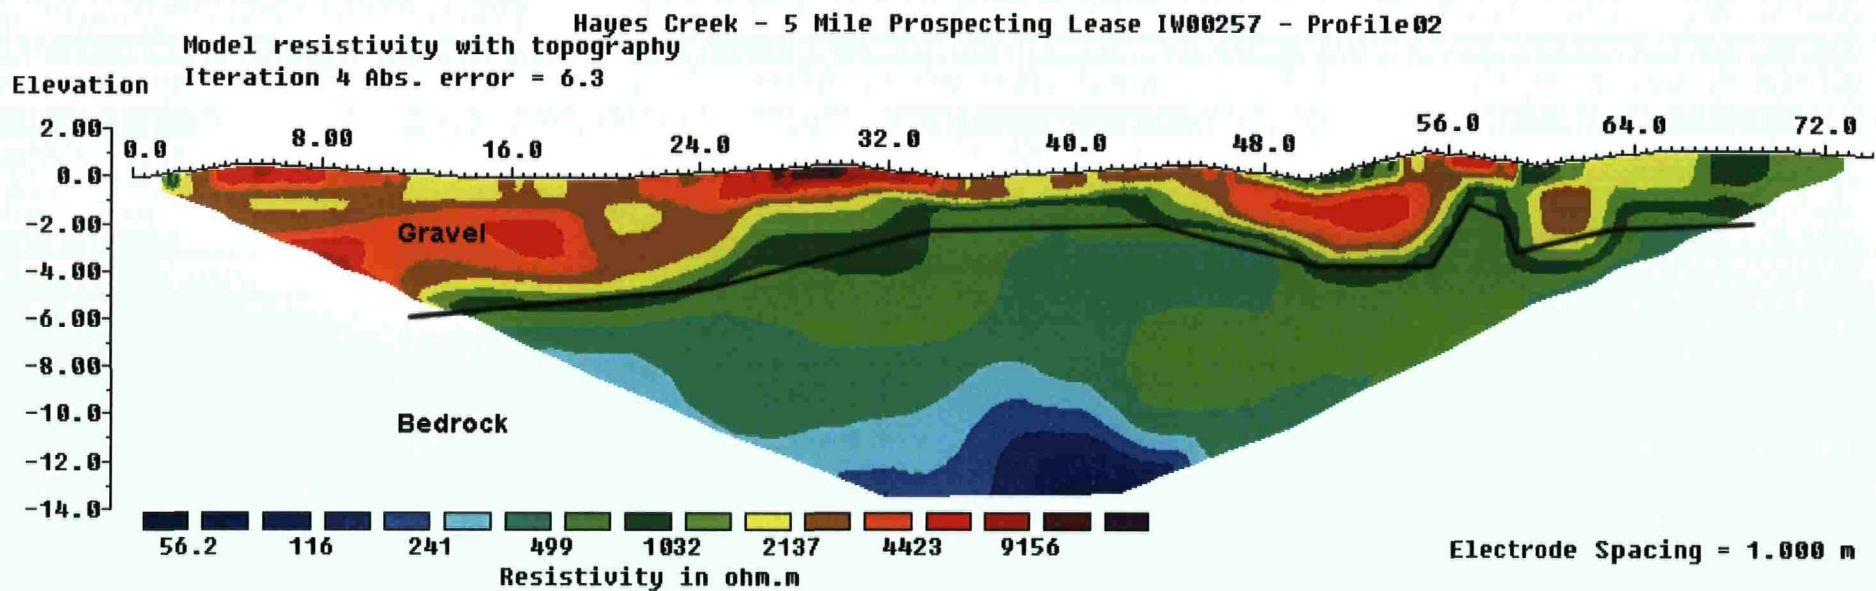 Hayes Creek - 5 Mile Prospecting Lease IW00257 - Profile02
Model resistivity with topography
Iteration 4 Abs. error = 6.3
Elevation
2.00
0.0
-2.00
-4.00
-6.00
-8.00
-10.0
-12.0
-14.0
0.0 8.00 16.0 24.0 32.0 40.0 48.0 56.0 64.0 72.0
Gravel
Bedrock
56.2 116 241 499 1032 2137 4423 9156
Resistivity in ohm.m
Electrode Spacing = 1.000 m